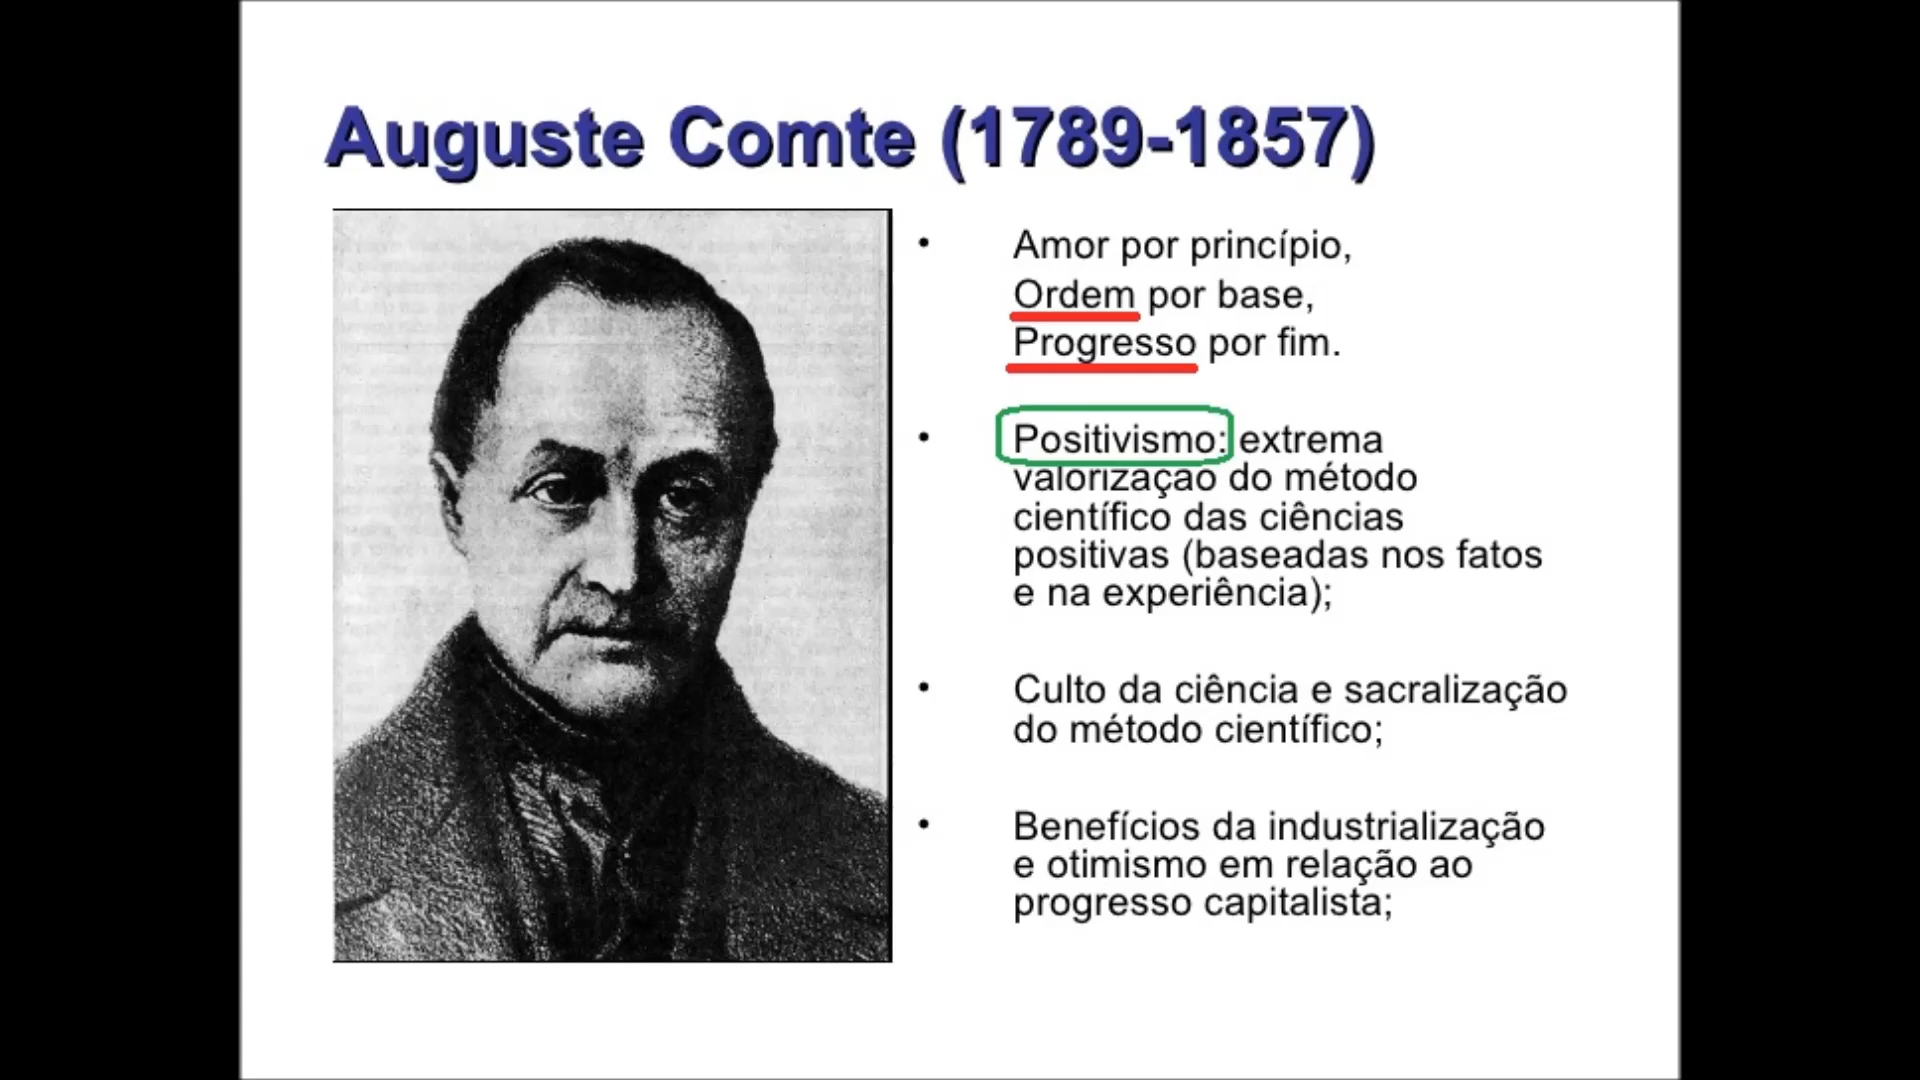 Auguste Comte (1789-1857)
• Amor por princípio,
Ordem por base,
Progresso por fim.
• Positivismo: extrema
valorização do método
científico das ciências
positivas (baseadas nos fatos
e na experiência);
• Culto da ciência e sacralização
do método científico;
• Benefícios da industrialização
e otimismo em relação ao
progresso capitalista;